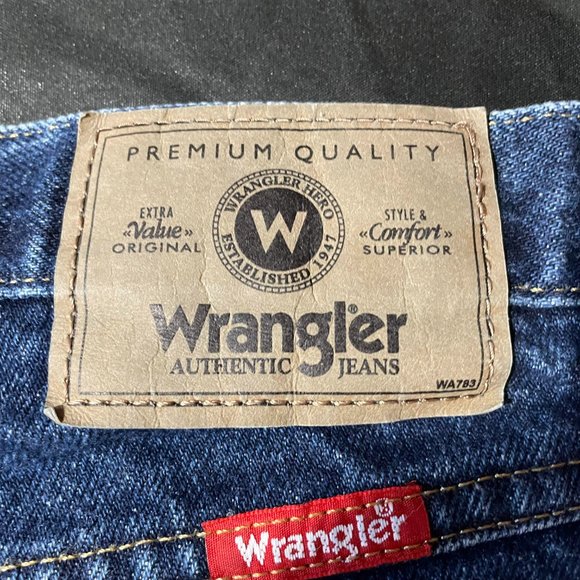 PREMIUM QUALITY
WRANGLER HERO
W
ESTABLISHED 1947
EXTRA
«Value»
ORIGINAL
STYLE &
«Comfort»
SUPERIOR
Wrangler®
AUTHENTIC JEANS
WA783
Wrangler®